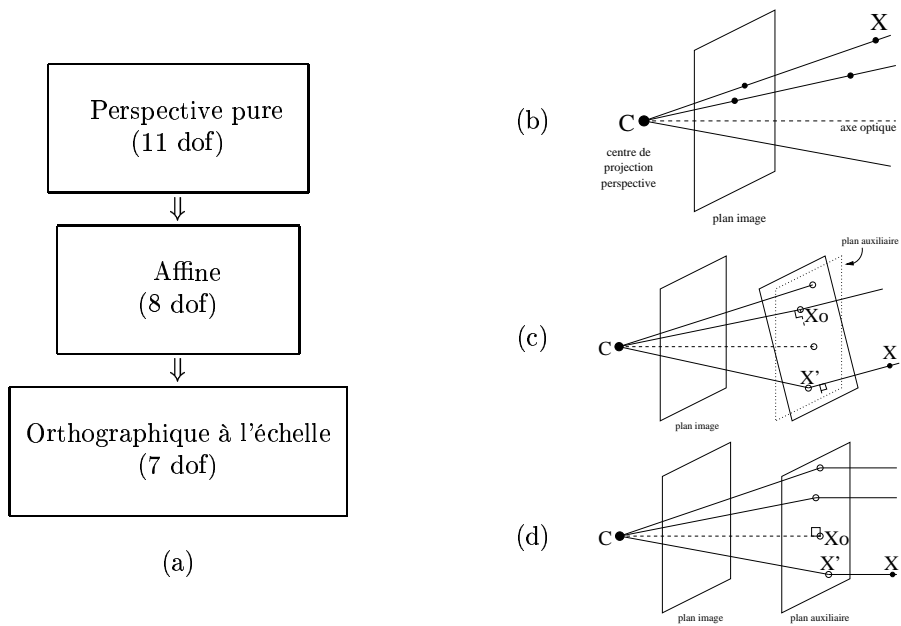 Perspective pure
(11 dof)
⇓
Affine
(8 dof)
⇓
Orthographique à l'échelle
(7 dof)
(a)
(b)
X
C
axe optique
centre de
projection
perspective
plan image
(c)
plan auxiliaire
Xo
C
X'
X
plan image
(d)
C
Xo
X'
X
plan image
plan auxiliaire